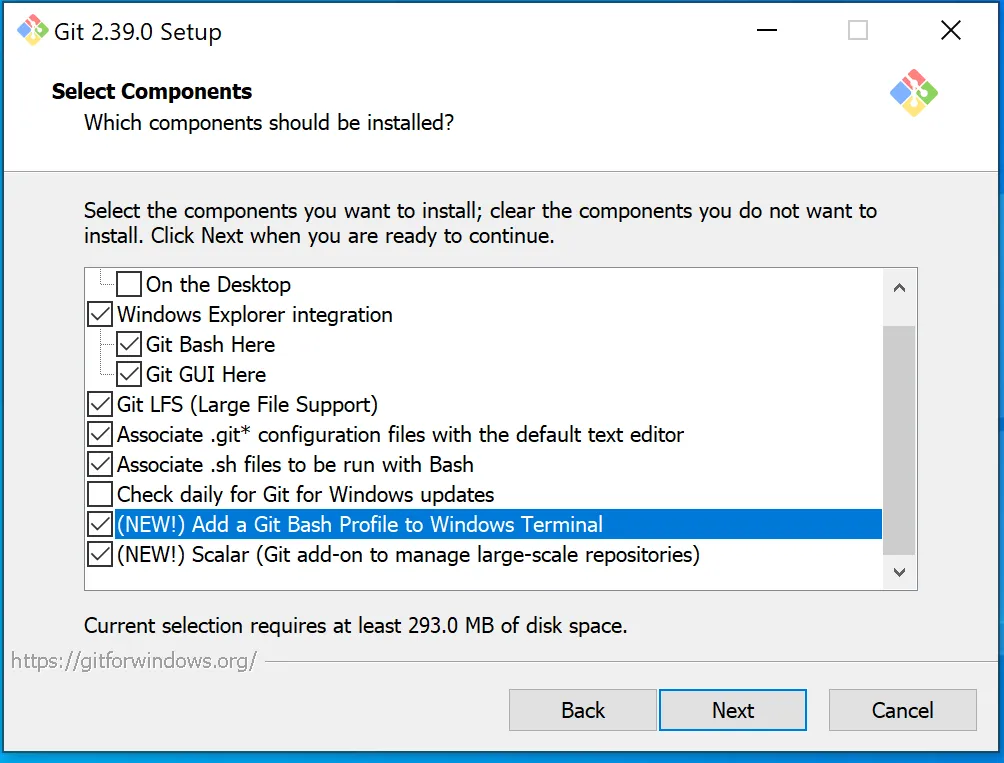 Git 2.39.0 Setup
Select Components
Which components should be installed?
Select the components you want to install; clear the components you do not want to
install. Click Next when you are ready to continue.
On the Desktop
Windows Explorer integration
Git Bash Here
Git GUI Here
Git LFS (Large File Support)
Associate .git* configuration files with the default text editor
Associate .sh files to be run with Bash
Check daily for Git for Windows updates
(NEW!) Add a Git Bash Profile to Windows Terminal
(NEW!) Scalar (Git add-on to manage large-scale repositories)
Current selection requires at least 293.0 MB of disk space.
https://gitforwindows.org/
Back Next Cancel